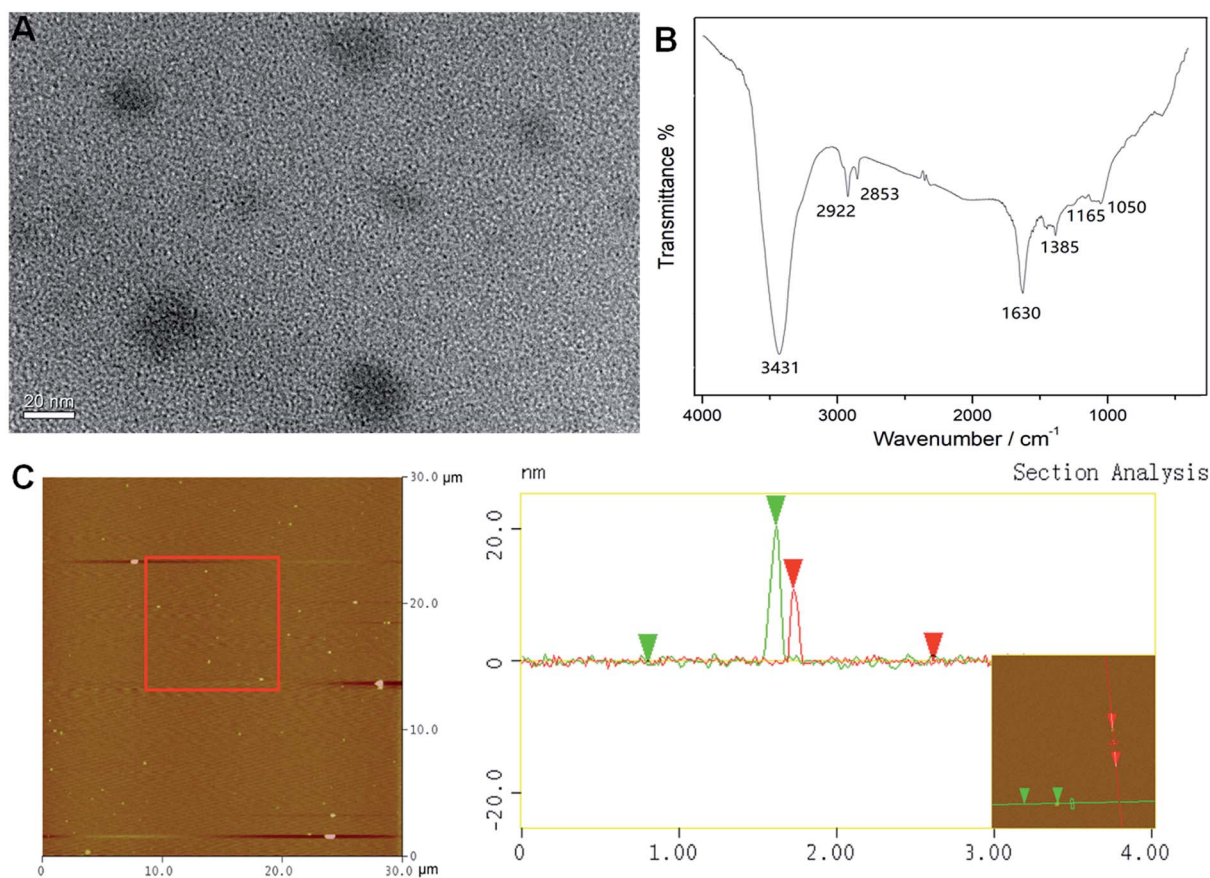 A
20 nm
B
Transmittance %
3431
2922
2853
1630
1385
1165
1050
4000
3000
2000
1000
Wavenumber / cm⁻¹
C
30.0 μm
20.0
10.0
0
0
10.0
20.0
30.0 μm
nm
Section Analysis
20.0
0
-20.0
0
1.00
2.00
3.00
4.00